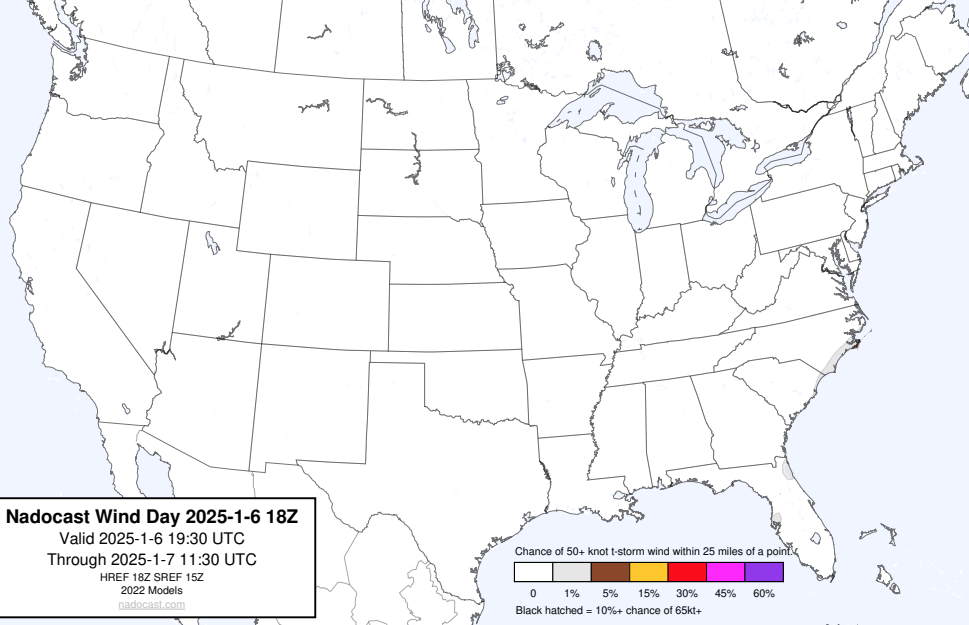 Nadocast Wind Day 2025-1-6 18Z
Valid 2025-1-6 19:30 UTC
Through 2025-1-7 11:30 UTC
HREF 18Z SREF 15Z
2022 Models
nadocast.com
Chance of 50+ knot t-storm wind within 25 miles of a point.
0 1% 5% 15% 30% 45% 60%
Black hatched = 10%+ chance of 65kt+